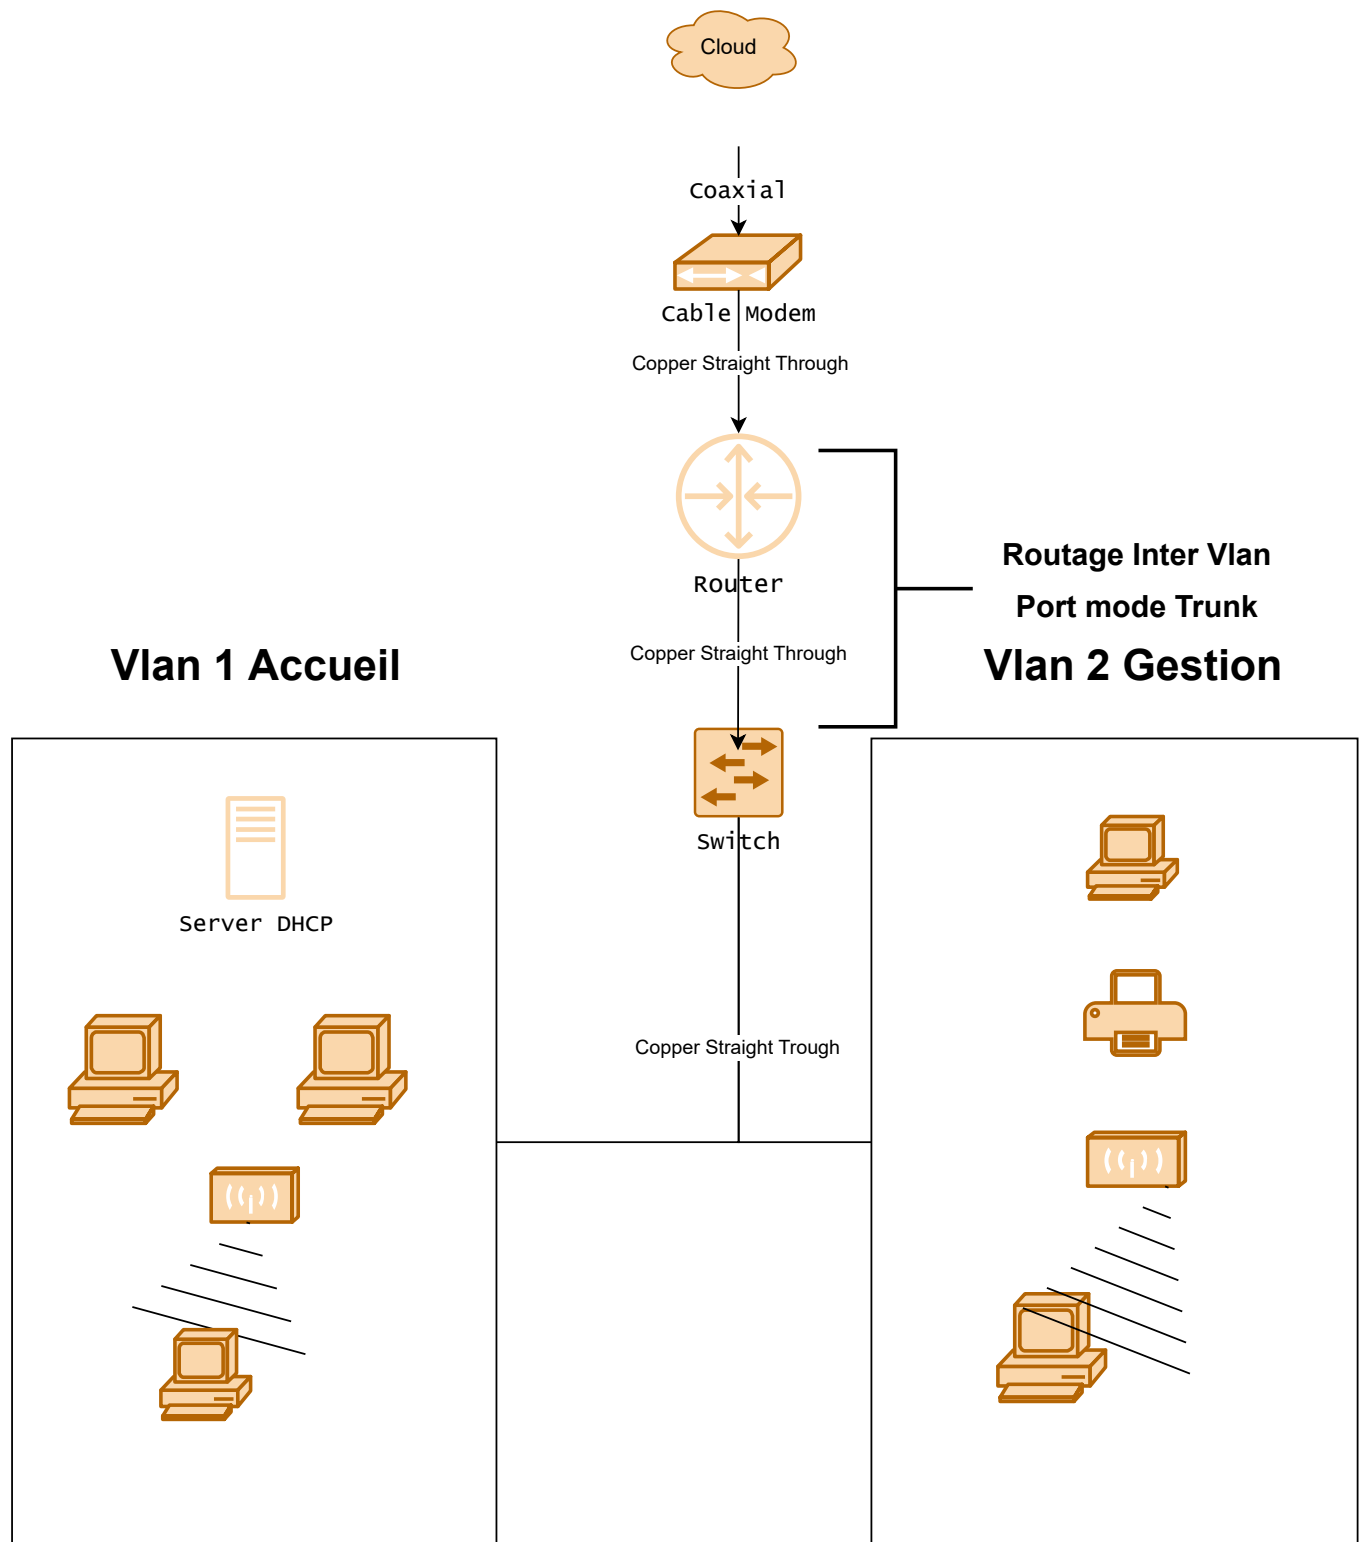 Cloud
Coaxial
Cable Modem
Copper Straight Through
Router
Routage Inter Vlan
Port mode Trunk
Copper Straight Through
Vlan 1 Accueil
Vlan 2 Gestion
Switch
Server DHCP
Copper Straight Trough